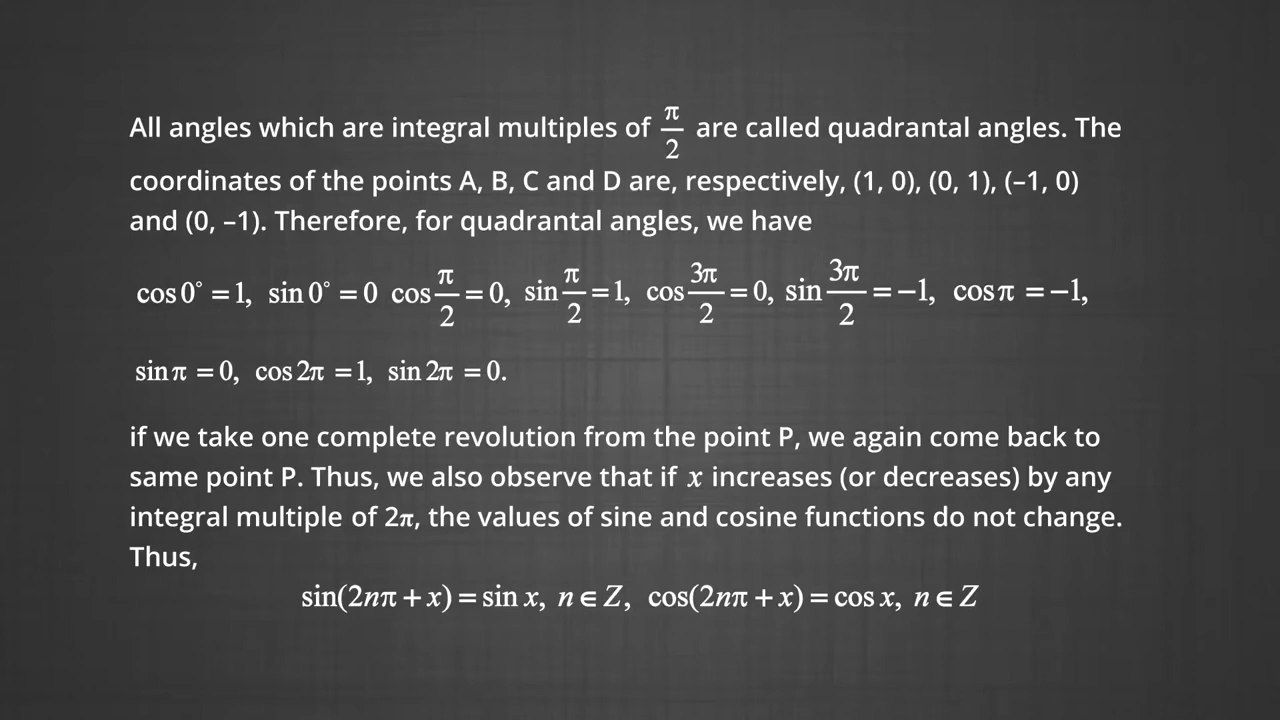 All angles which are integral multiples of π/2 are called quadrantal angles. The
coordinates of the points A, B, C and D are, respectively, (1, 0), (0, 1), (–1, 0)
and (0, –1). Therefore, for quadrantal angles, we have
cos 0° = 1, sin 0° = 0 cos π/2 = 0, sin π/2 = 1, cos 3π/2 = 0, sin 3π/2 = –1, cos π = –1,
sin π = 0, cos 2π = 1, sin 2π = 0.
if we take one complete revolution from the point P, we again come back to
same point P. Thus, we also observe that if x increases (or decreases) by any
integral multiple of 2π, the values of sine and cosine functions do not change.
Thus,
sin(2nπ + x) = sin x, n ∈ Z, cos(2nπ + x) = cos x, n ∈ Z